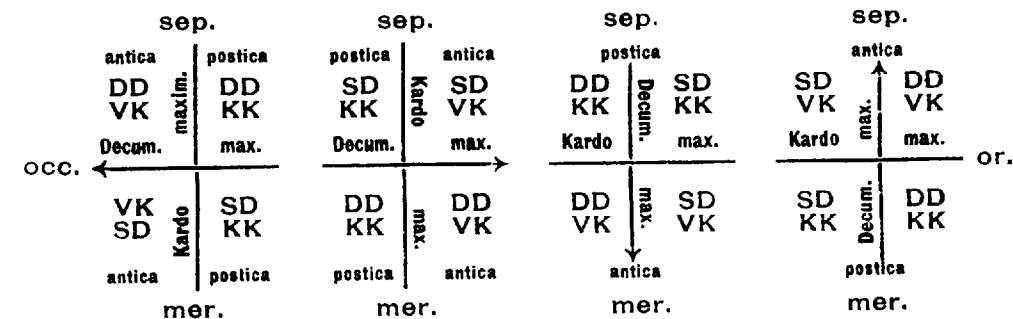 sep. sep. sep. sep.
antica postica postica antica postica antica
DD DD SD SD DD SD SD DD
VK KK KK VK KK KK VK VK
maxim. Kardo Decum. max.
Decum. max. Decum. max. Kardo max. Kardo Decum.
occ. or.
VK SD DD DD DD SD SD DD
SD KK KK VK VK VK KK KK
Kardo max. max. Decum.
antica postica postica antica antica postica
mer. mer. mer. mer.